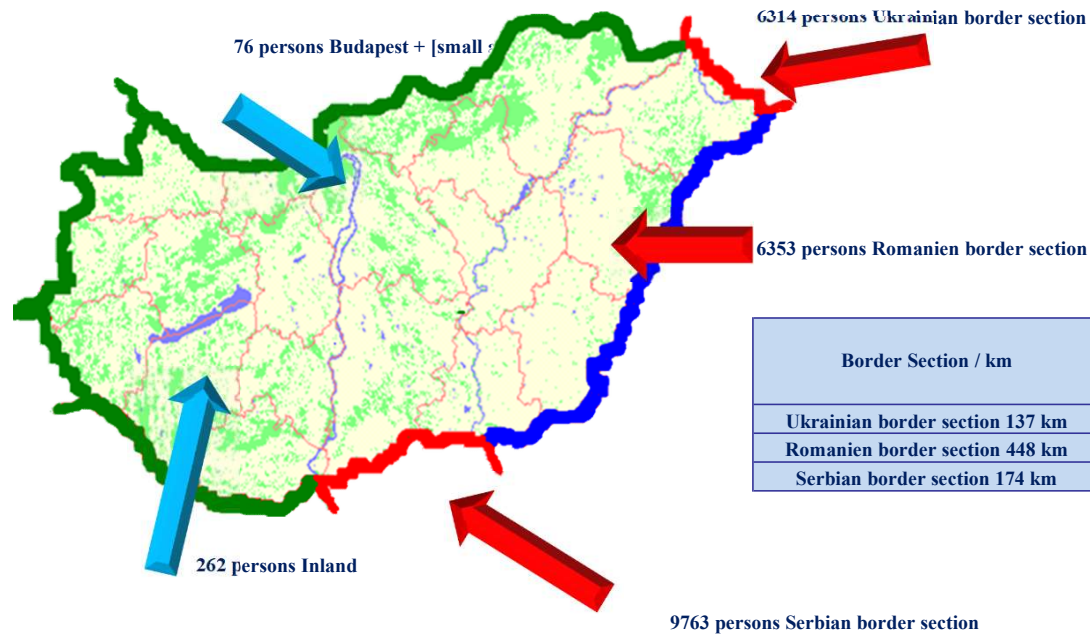 6314 persons Ukrainian border section
76 persons Budapest + [small
6353 persons Romanien border section
Border Section / km
Ukrainian border section 137 km
Romanien border section 448 km
Serbian border section 174 km
262 persons Inland
9763 persons Serbian border section